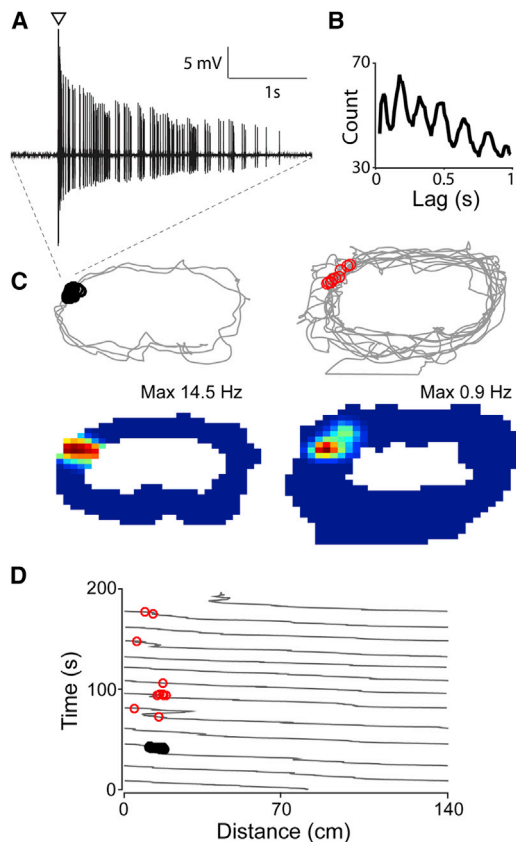 A
B
5 mV
1s
70
Count
30
0
0.5
1
Lag (s)
C
Max 14.5 Hz
Max 0.9 Hz
D
200
Time (s)
100
0
0
70
140
Distance (cm)